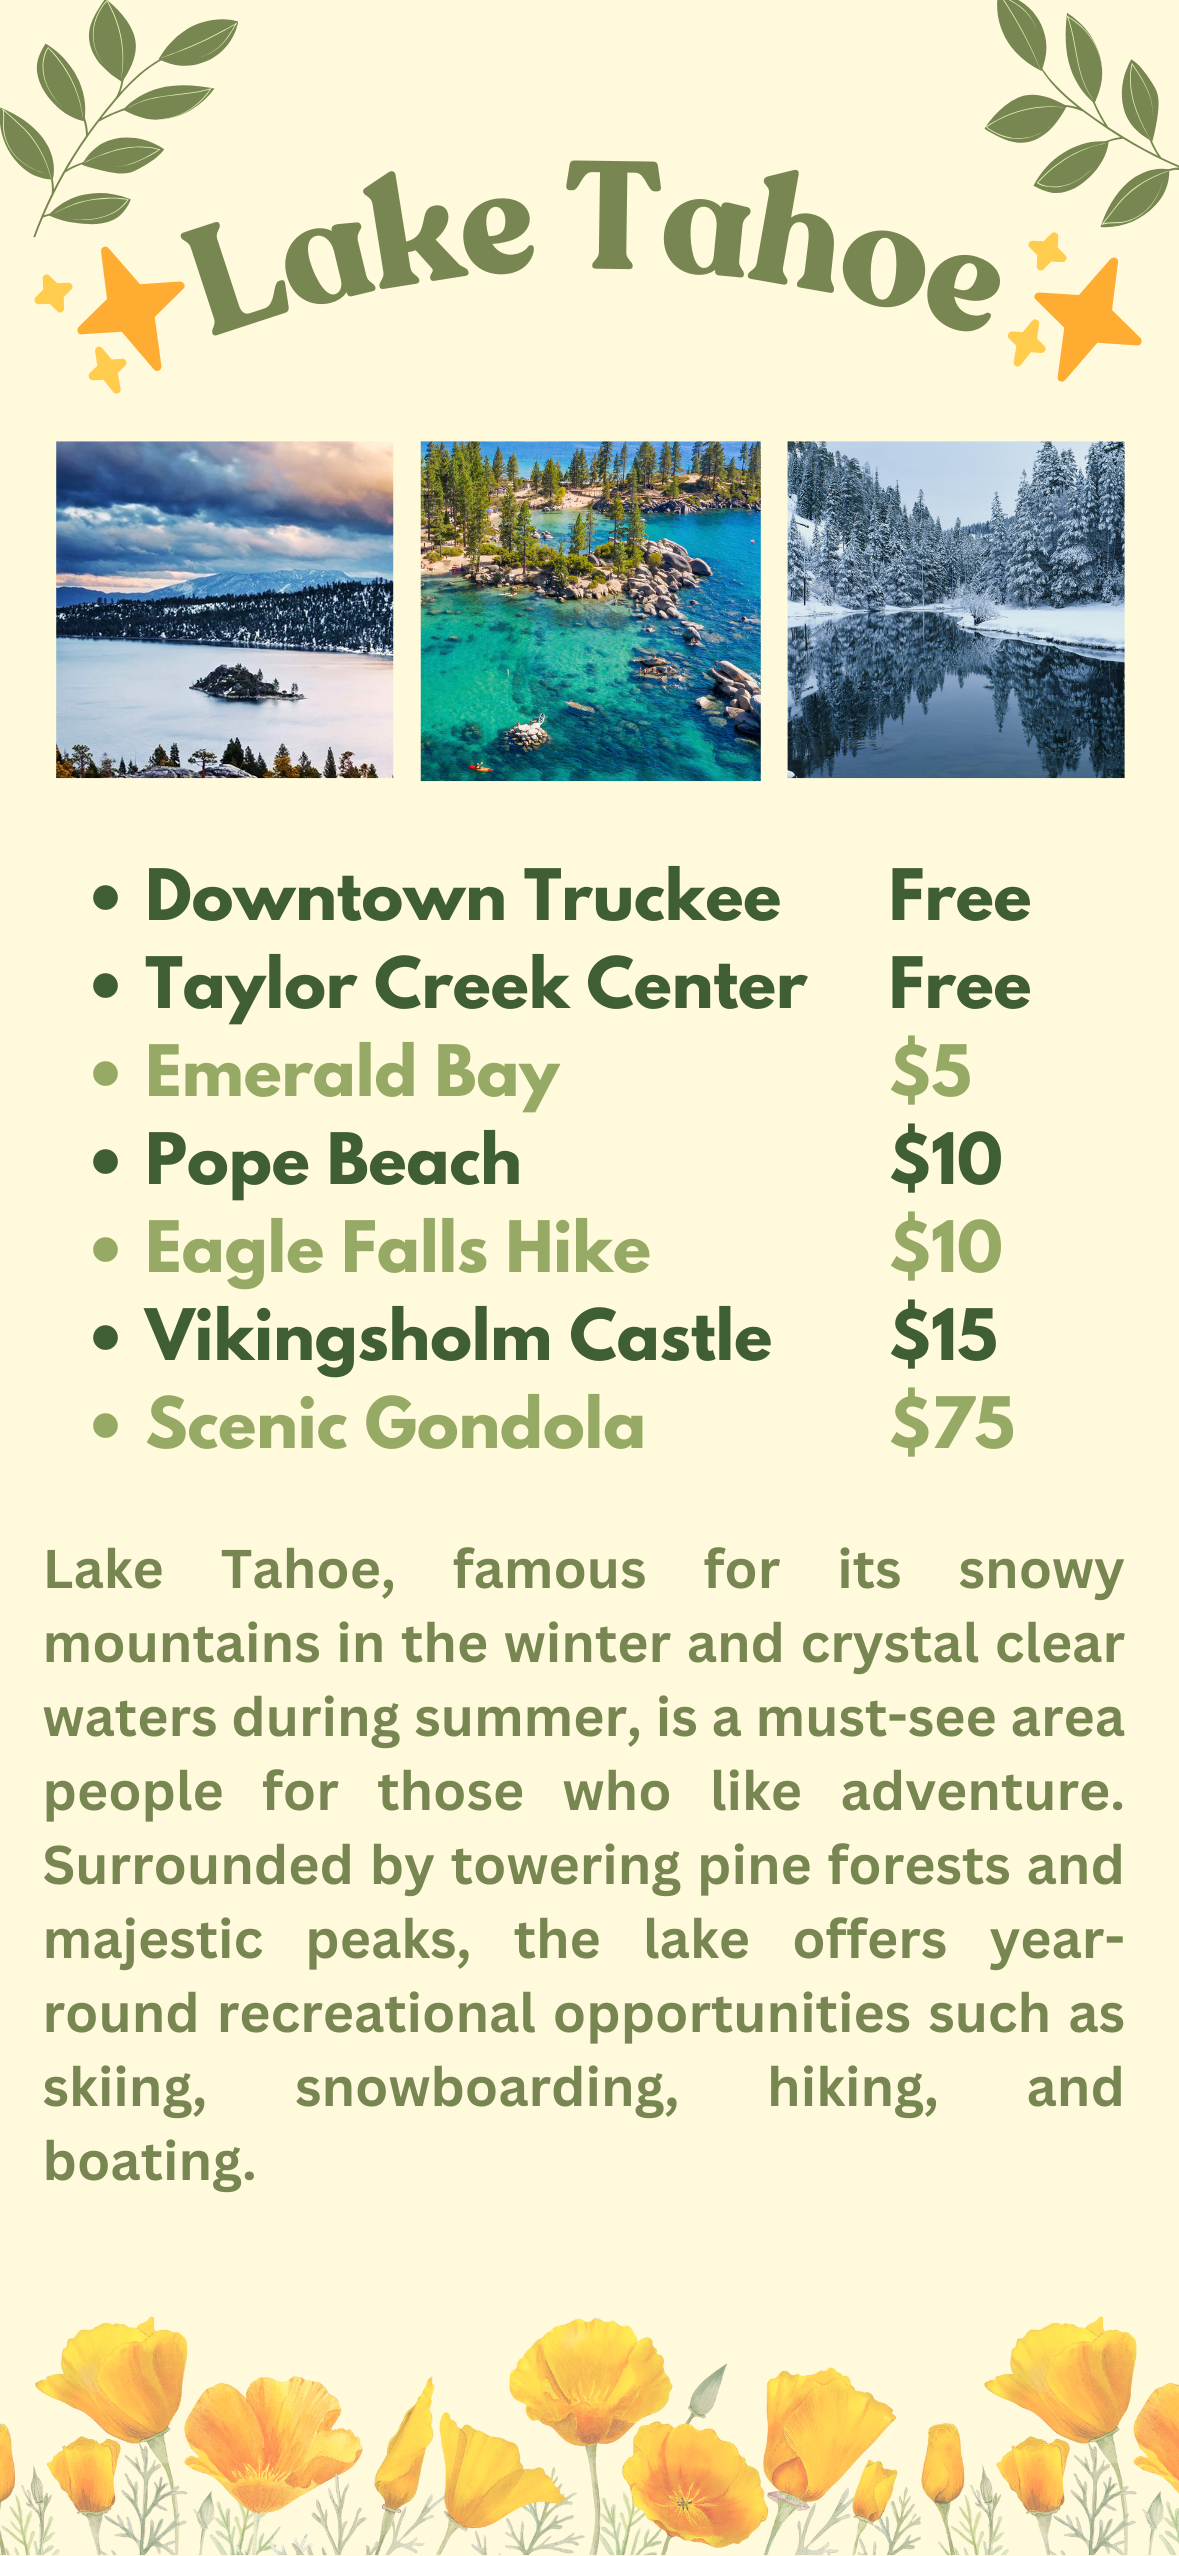 Lake Tahoe
• Downtown Truckee Free
• Taylor Creek Center Free
• Emerald Bay $5
• Pope Beach $10
• Eagle Falls Hike $10
• Vikingsholm Castle $15
• Scenic Gondola $75
Lake Tahoe, famous for its snowy
mountains in the winter and crystal clear
waters during summer, is a must-see area
people for those who like adventure.
Surrounded by towering pine forests and
majestic peaks, the lake offers year-
round recreational opportunities such as
skiing, snowboarding, hiking, and
boating.